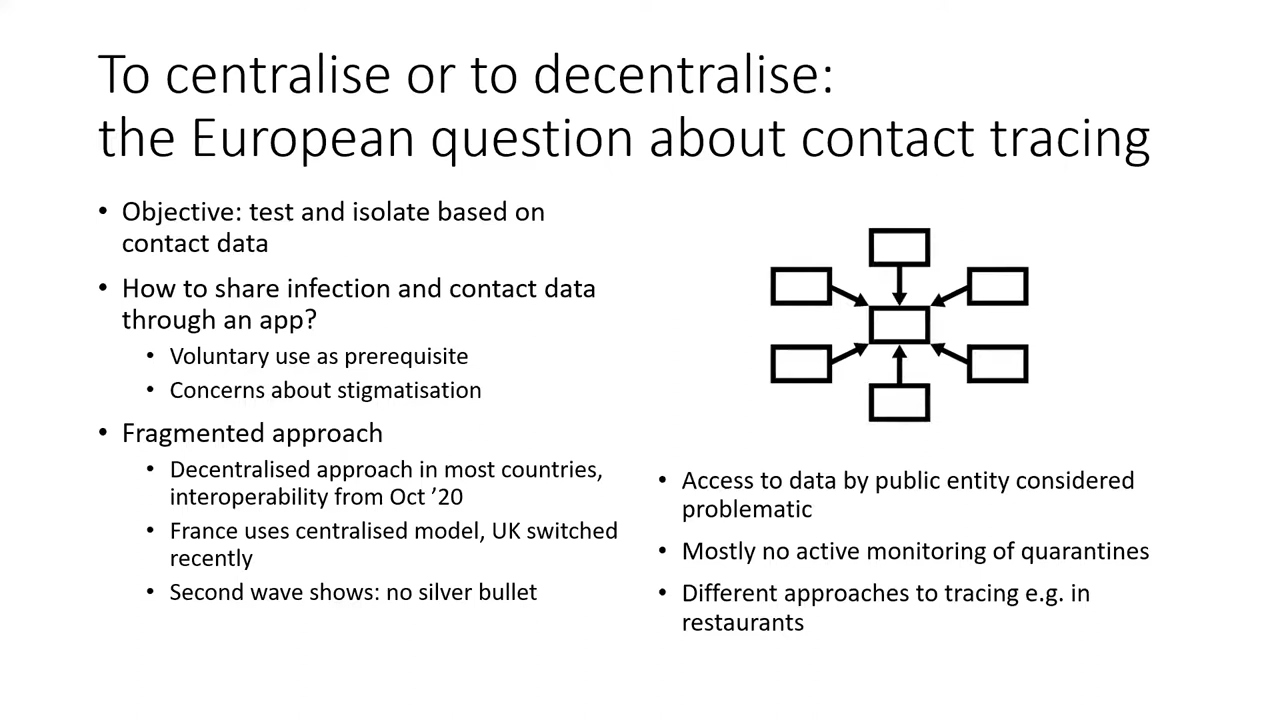 To centralise or to decentralise:
the European question about contact tracing
• Objective: test and isolate based on
contact data
• How to share infection and contact data
through an app?
• Voluntary use as prerequisite
• Concerns about stigmatisation
• Fragmented approach
• Decentralised approach in most countries,
interoperability from Oct ’20
• France uses centralised model, UK switched
recently
• Second wave shows: no silver bullet
• Access to data by public entity considered
problematic
• Mostly no active monitoring of quarantines
• Different approaches to tracing e.g. in
restaurants